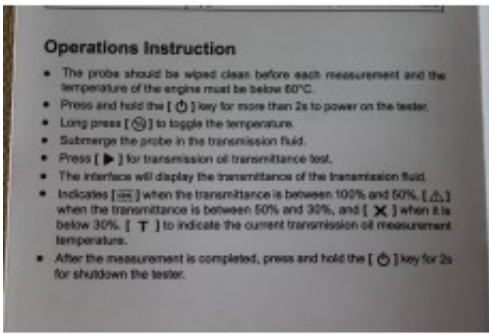 Operations Instruction
• The probe should be wiped clean before each measurement and the
temperature of the engine must be below 60°C.
• Press and hold the [ ⏻ ] key for more than 2s to power on the tester.
• Long press [ ] to toggle the temperature.
• Submerge the probe in the transmission fluid.
• Press [ ▶ ] for transmission oil transmittance test.
• The interface will display the transmittance of the transmission fluid.
• Indicates [ ] when the transmittance is between 100% and 50%, [⚠]
when the transmittance is between 50% and 30%, and [ ✕ ] when it is
below 30%. [ T ] to indicate the current transmission oil measurement
temperature.
• After the measurement is completed, press and hold the [ ⏻ ] key for 2s
for shutdown the tester.